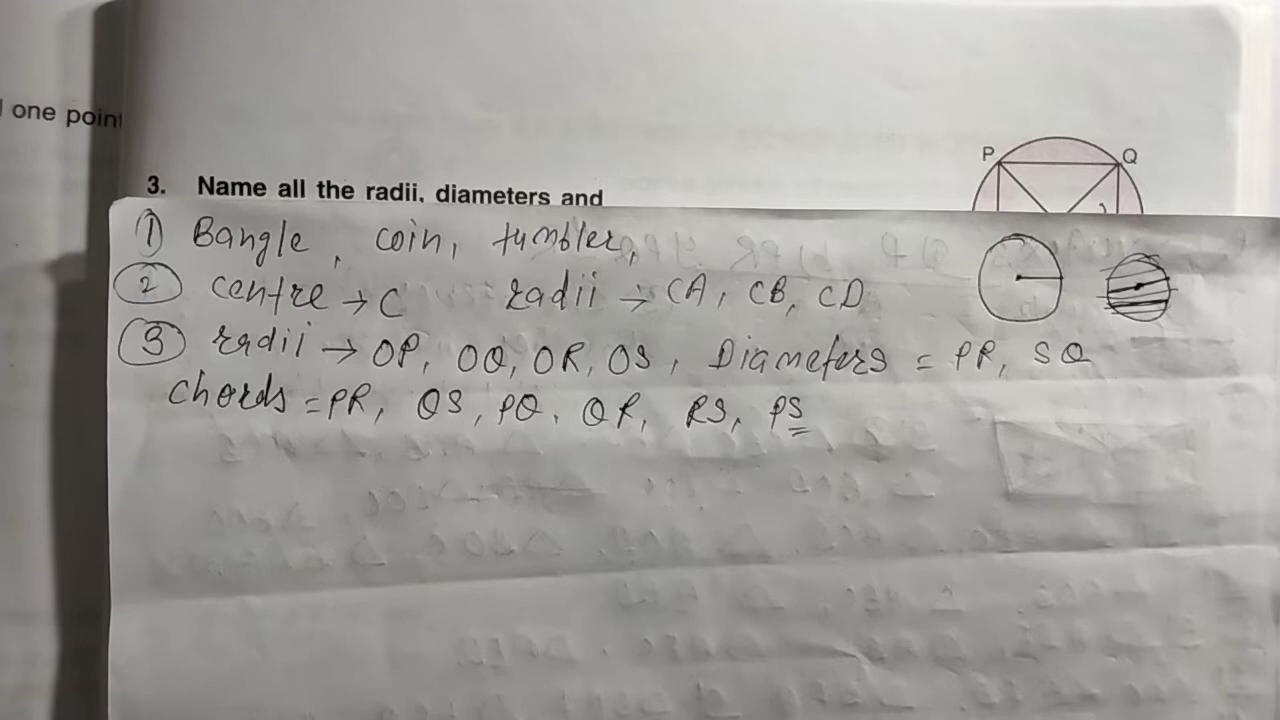 l one point
P Q
3. Name all the radii, diameters and
1 Bangle, coin, tumbler,
2 centre → C radii → CA, CB, CD
3 radii → OP, OQ, OR, OS, Diameters = PR, SQ
Chords = PR, QS, PQ, QR, RS, PS